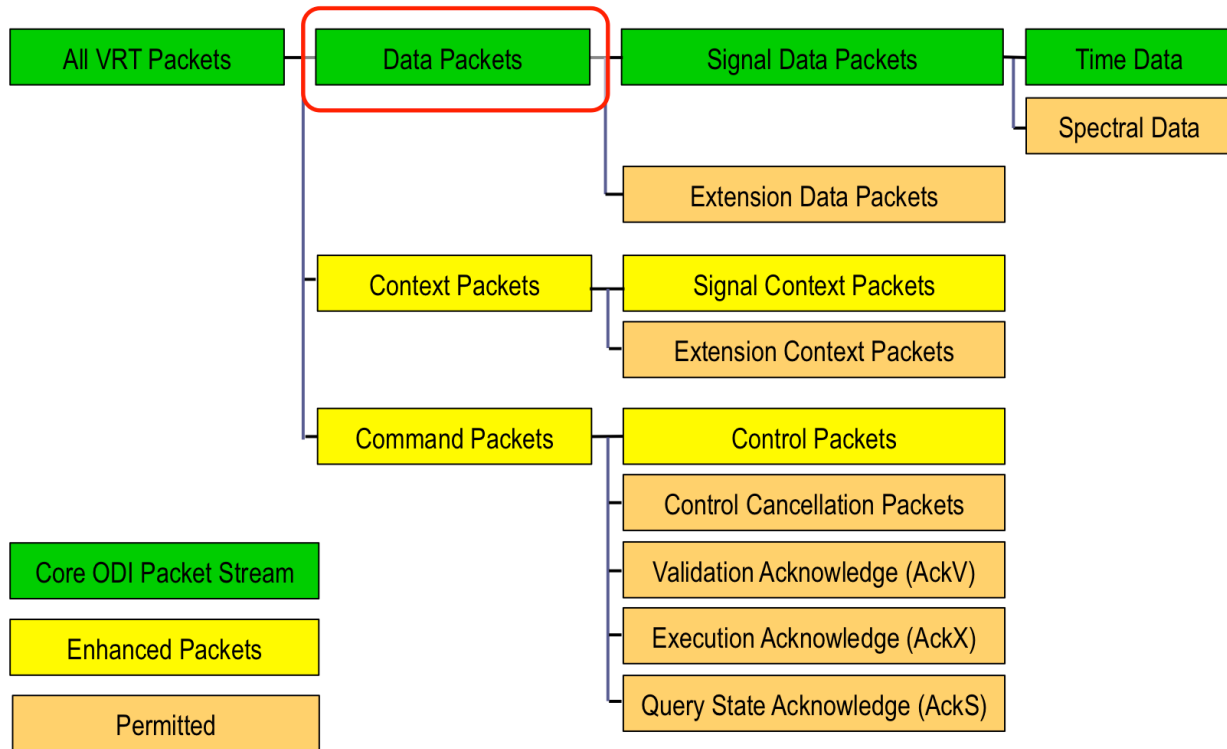 All VRT Packets
Data Packets
Signal Data Packets
Time Data
Spectral Data
Extension Data Packets
Context Packets
Signal Context Packets
Extension Context Packets
Command Packets
Control Packets
Control Cancellation Packets
Validation Acknowledge (AckV)
Execution Acknowledge (AckX)
Query State Acknowledge (AckS)
Core ODI Packet Stream
Enhanced Packets
Permitted